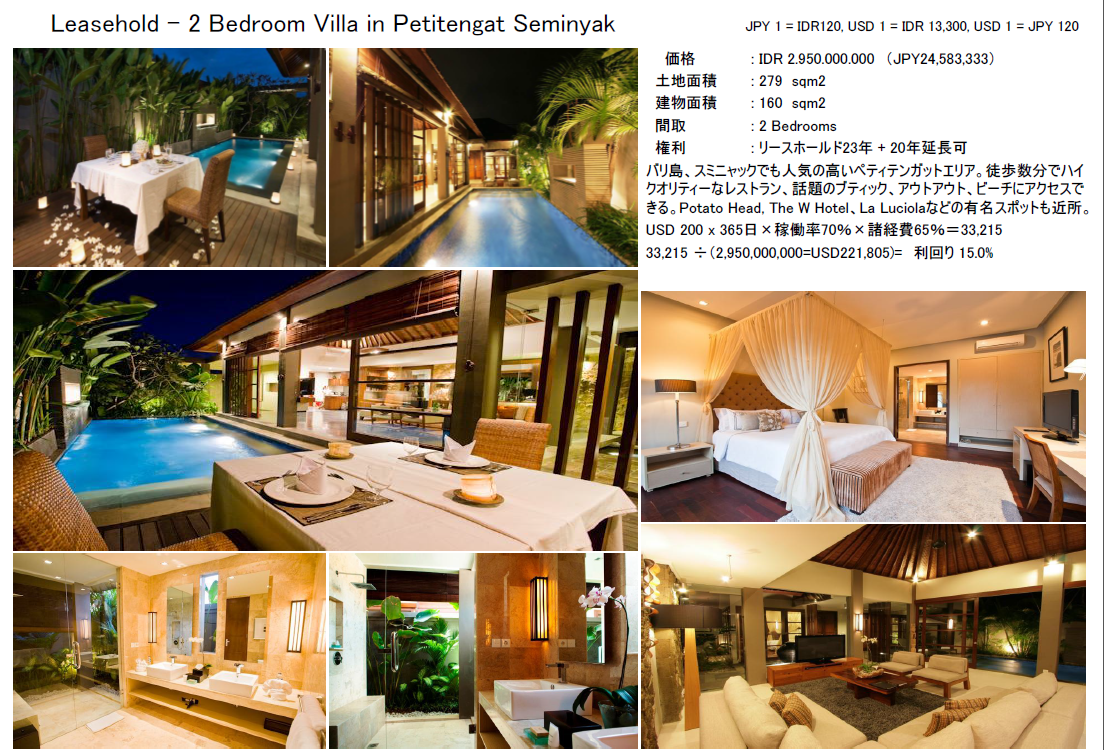 Leasehold - 2 Bedroom Villa in Petitengat Seminyak
JPY 1 = IDR120, USD 1 = IDR 13,300, USD 1 = JPY 120
価格 : IDR 2.950.000.000 （JPY24,583,333）
土地面積 : 279 sqm2
建物面積 : 160 sqm2
間取 : 2 Bedrooms
権利 : リースホールド23年 + 20年延長可
バリ島、スミニャックでも人気の高いペティテンガットエリア。徒歩数分でハイ
クオリティーなレストラン、話題のブティック、アウトアウト、ビーチにアクセスで
きる。Potato Head, The W Hotel、La Luciolaなどの有名スポットも近所。
USD 200 x 365日×稼働率70％×諸経費65％＝33,215
33,215 ÷（2,950,000,000=USD221,805)= 利回り 15.0%